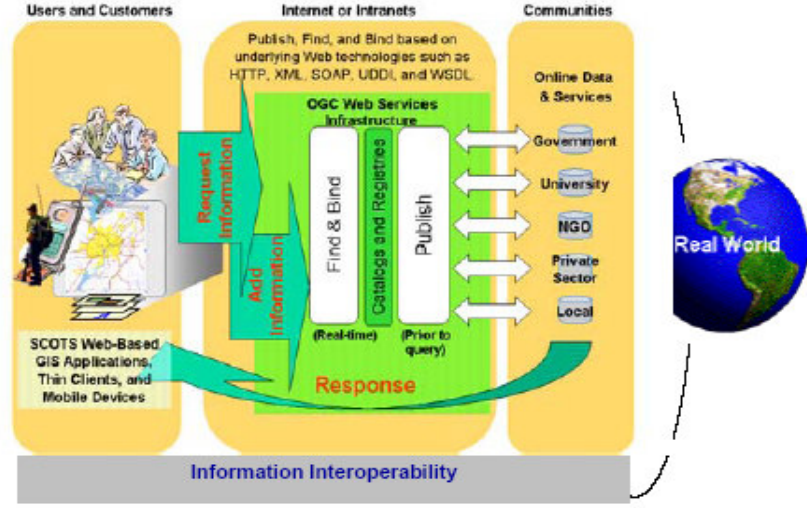 Users and Customers
Internet or Intranets
Communities
Publish, Find, and Bind based on
underlying Web technologies such as
HTTP, XML, SOAP, UDDI, and WSDL.
Online Data
& Services
OGC Web Services
Infrastructure
Request
Information
Add
Information
Find & Bind
Catalogs and Registries
Publish
(Real-time)
(Prior to
query)
Government
University
NGO
Private
Sector
Local
Real World
SCOTS Web-Based
GIS Applications,
Thin Clients, and
Mobile Devices
Response
Information Interoperability